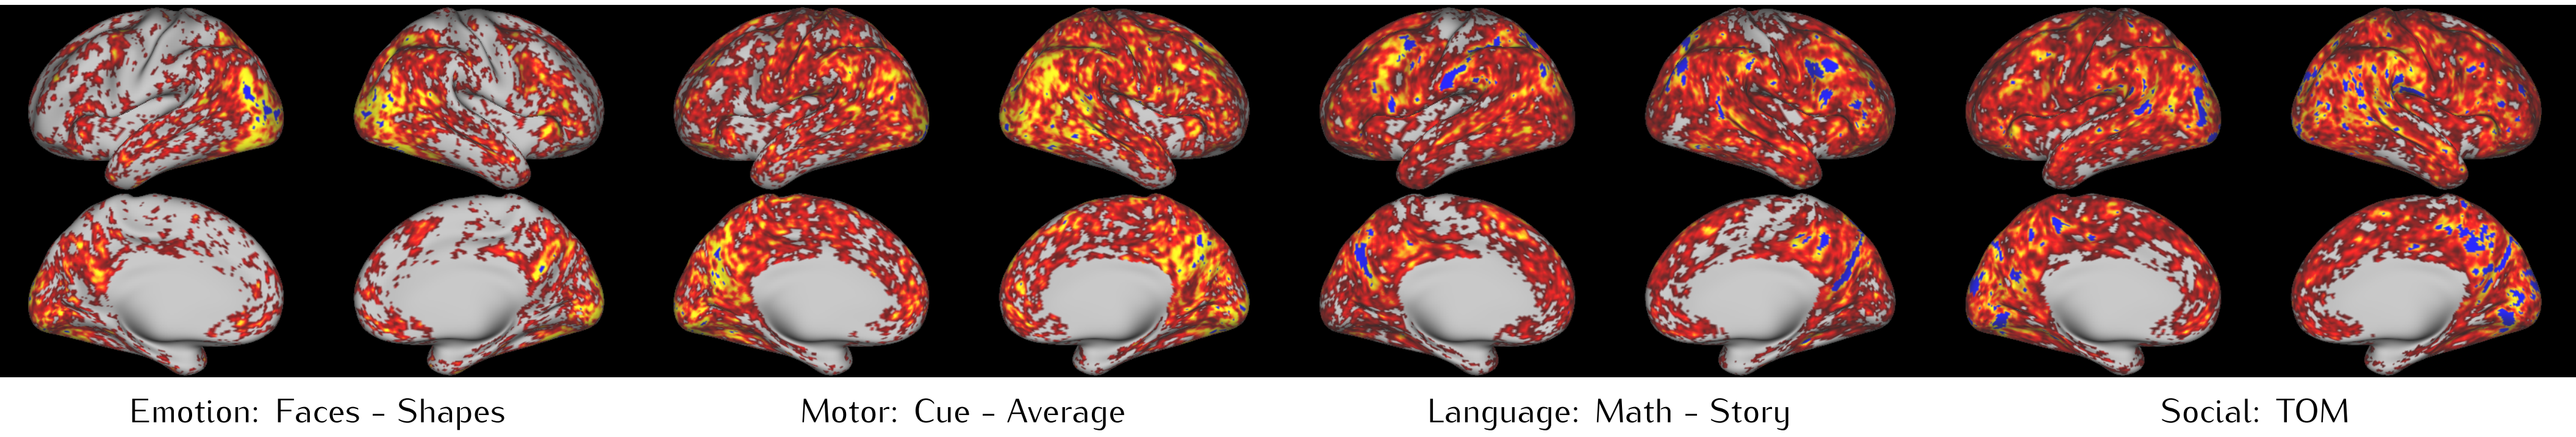 Emotion: Faces - Shapes
Motor: Cue - Average
Language: Math - Story
Social: TOM